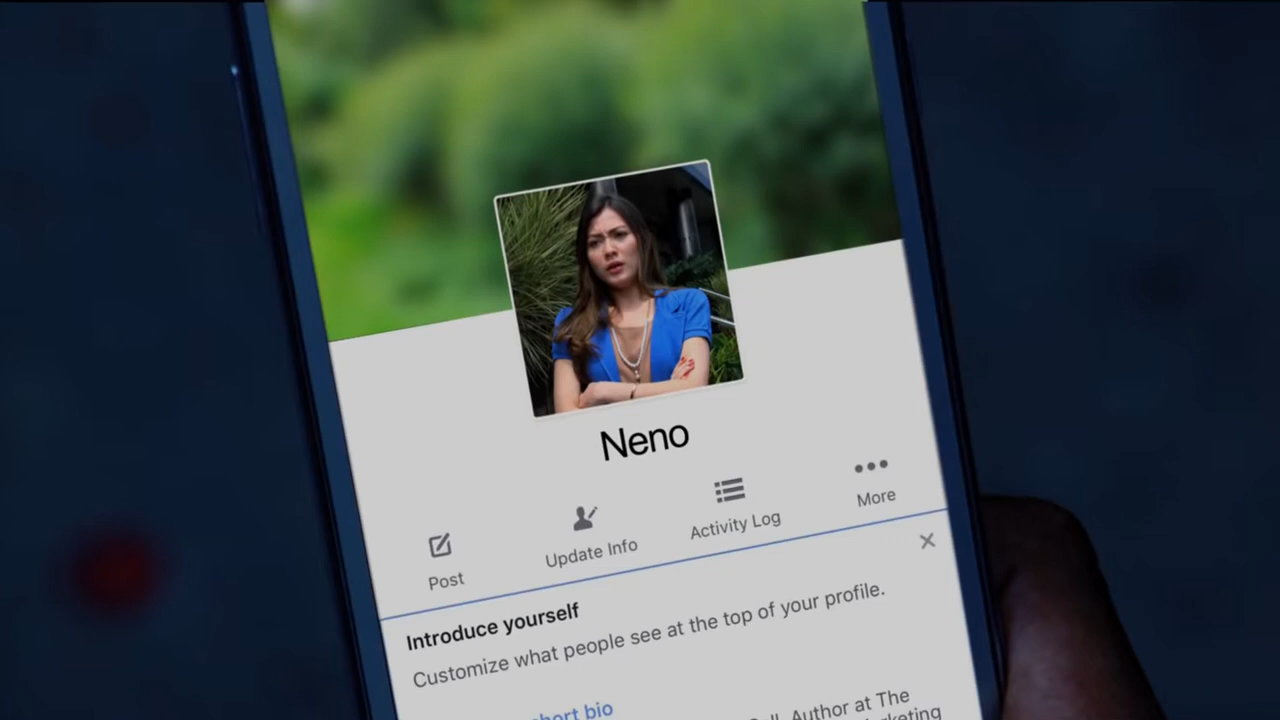 Neno
Post
Update Info
Activity Log
More
Introduce yourself
Customize what people see at the top of your profile.
short bio
Author at The